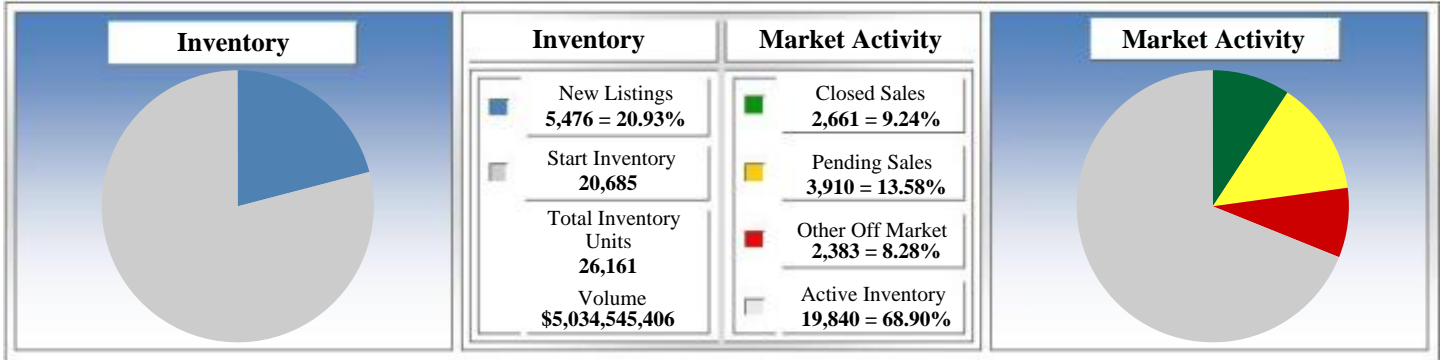 Inventory
Inventory
Market Activity
New Listings
5,476 = 20.93%
Start Inventory
20,685
Total Inventory
Units
26,161
Volume
$5,034,545,406
Closed Sales
2,661 = 9.24%
Pending Sales
3,910 = 13.58%
Other Off Market
2,383 = 8.28%
Active Inventory
19,840 = 68.90%
Market Activity